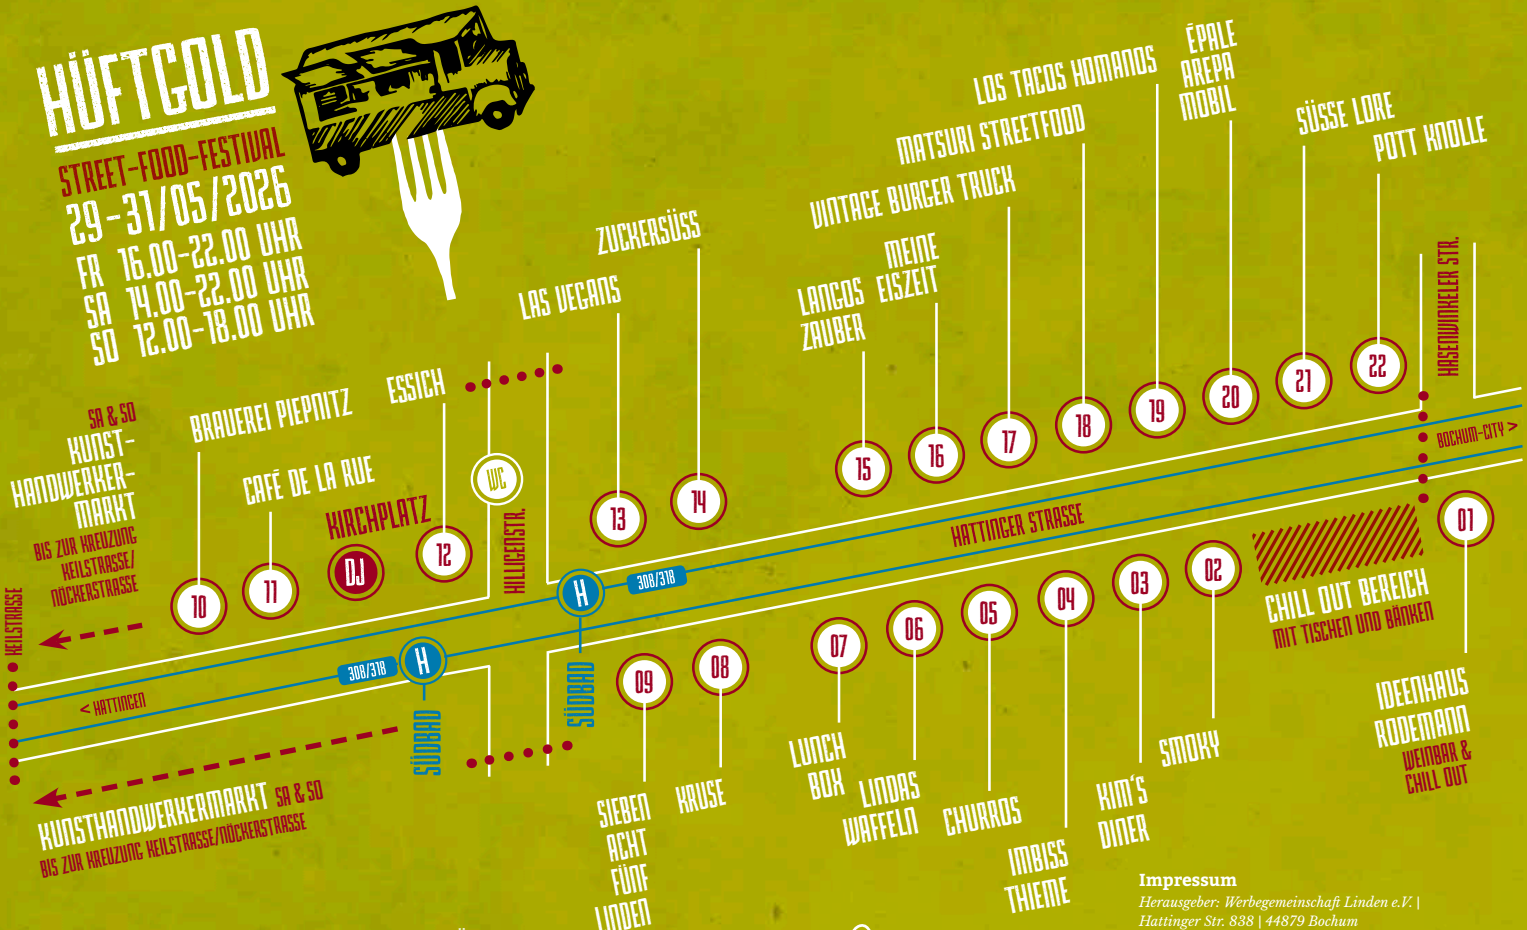 HÜFTGOLD
STREET-FOOD-FESTIVAL
29-31/05/2026
FR 16.00-22.00 UHR
SA 14.00-22.00 UHR
SO 12.00-18.00 UHR
ZUCKERSÜSS
LAS VEGANS
ESSICH
BRAUEREI PIEPNITZ
CAFÉ DE LA RUE
KIRCHPLATZ
SA & SO
KUNST-
HANDWERKER-
MARKT
BIS ZUR KREUZUNG
KEILSTRASSE/
NÖCKERSTRASSE
KEILSTRASSE
10
11
DJ
12
WC
HILLIGENSTR.
13
14
LANGOS
ZAUBER
MEINE
EISZEIT
VINTAGE BURGER TRUCK
MATSURI STREETFOOD
LOS TACOS HOMANOS
ÉPALE
AREPA
MOBIL
SÜSSE LORE
POTT KNOLLE
HASENWINKELER STR.
15
16
17
18
19
20
21
22
BOCHUM-CITY >
HATTINGER STRASSE
H
308/318
SÜDBAD
308/318
H
SÜDBAD
< HATTINGEN
KUNSTHANDWERKERMARKT SA & SO
BIS ZUR KREUZUNG KEILSTRASSE/NÖCKERSTRASSE
09
08
07
06
05
04
03
02
01
CHILL OUT BEREICH
MIT TISCHEN UND BÄNKEN
SIEBEN
ACHT
FÜNF
LINDEN
KRUSE
LUNCH
BOX
LINDAS
WAFFELN
CHURROS
IMBISS
THIEME
KIM'S
DINER
SMOKY
IDEENHAUS
RODEMANN
WEINBAR &
CHILL OUT
Impressum
Herausgeber: Werbegemeinschaft Linden e.V. |
Hattinger Str. 838 | 44879 Bochum